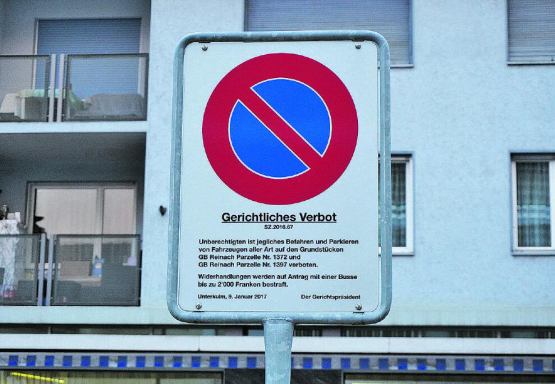 Gerichtliches Verbot
SZ.2016.67
Unberechtigten ist jegliches Befahren und Parkieren
von Fahrzeugen aller Art auf den Grundstücken
GB Reinach Parzelle Nr. 1372 und
GB Reinach Parzelle Nr. 1397 verboten.
Widerhandlungen werden auf Antrag mit einer Busse
bis zu 2'000 Franken bestraft.
Unterkulm, 9. Januar 2017 Der Gerichtspräsident